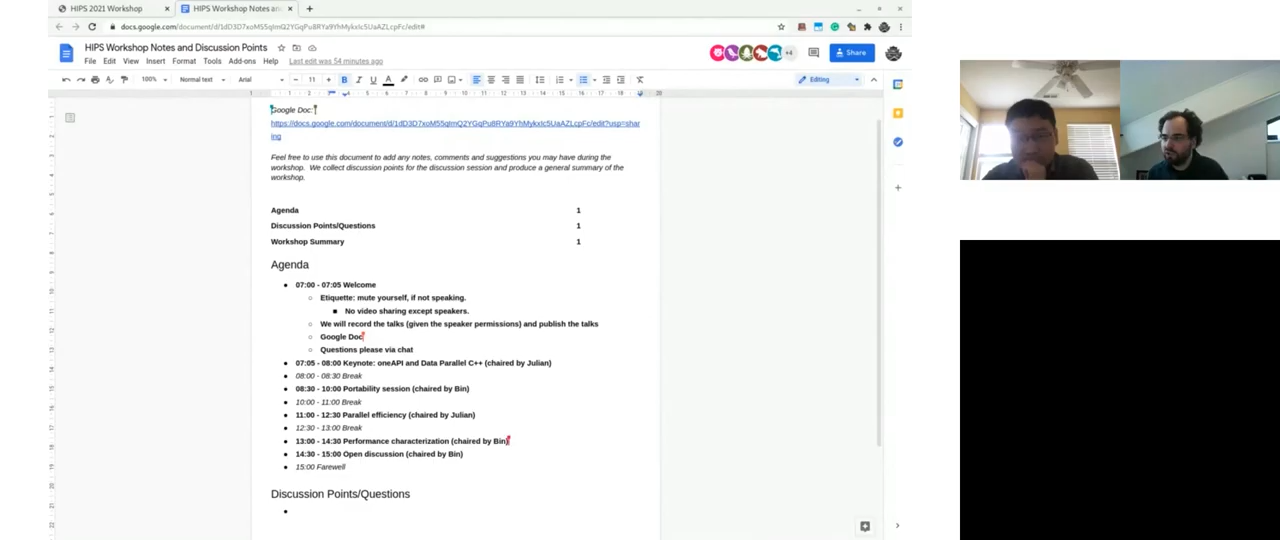 HIPS 2021 Workshop
HIPS Workshop Notes and
docs.google.com/document/d/1dD3D7xoM55qImQ2YGqPu8RYa9YhMykxIc5UaAZLcpFc/edit#
HIPS Workshop Notes and Discussion Points
File Edit View Insert Format Tools Add-ons Help Last edit was 54 minutes ago
+4
Share
100% Normal text Arial 11
Editing
Google Doc:
https://docs.google.com/document/d/1dD3D7xoM55qImQ2YGqPu8RYa9YhMykxIc5UaAZLcpFc/edit?usp=shar
ing
Feel free to use this document to add any notes, comments and suggestions you may have during the
workshop. We collect discussion points for the discussion session and produce a general summary of the
workshop.
Agenda 1
Discussion Points/Questions 1
Workshop Summary 1
Agenda
● 07:00 - 07:05 Welcome
○ Etiquette: mute yourself, if not speaking.
■ No video sharing except speakers.
○ We will record the talks (given the speaker permissions) and publish the talks
○ Google Doc
○ Questions please via chat
● 07:05 - 08:00 Keynote: oneAPI and Data Parallel C++ (chaired by Julian)
● 08:00 - 08:30 Break
● 08:30 - 10:00 Portability session (chaired by Bin)
● 10:00 - 11:00 Break
● 11:00 - 12:30 Parallel efficiency (chaired by Julian)
● 12:30 - 13:00 Break
● 13:00 - 14:30 Performance characterization (chaired by Bin)
● 14:30 - 15:00 Open discussion (chaired by Bin)
● 15:00 Farewell
Discussion Points/Questions
●